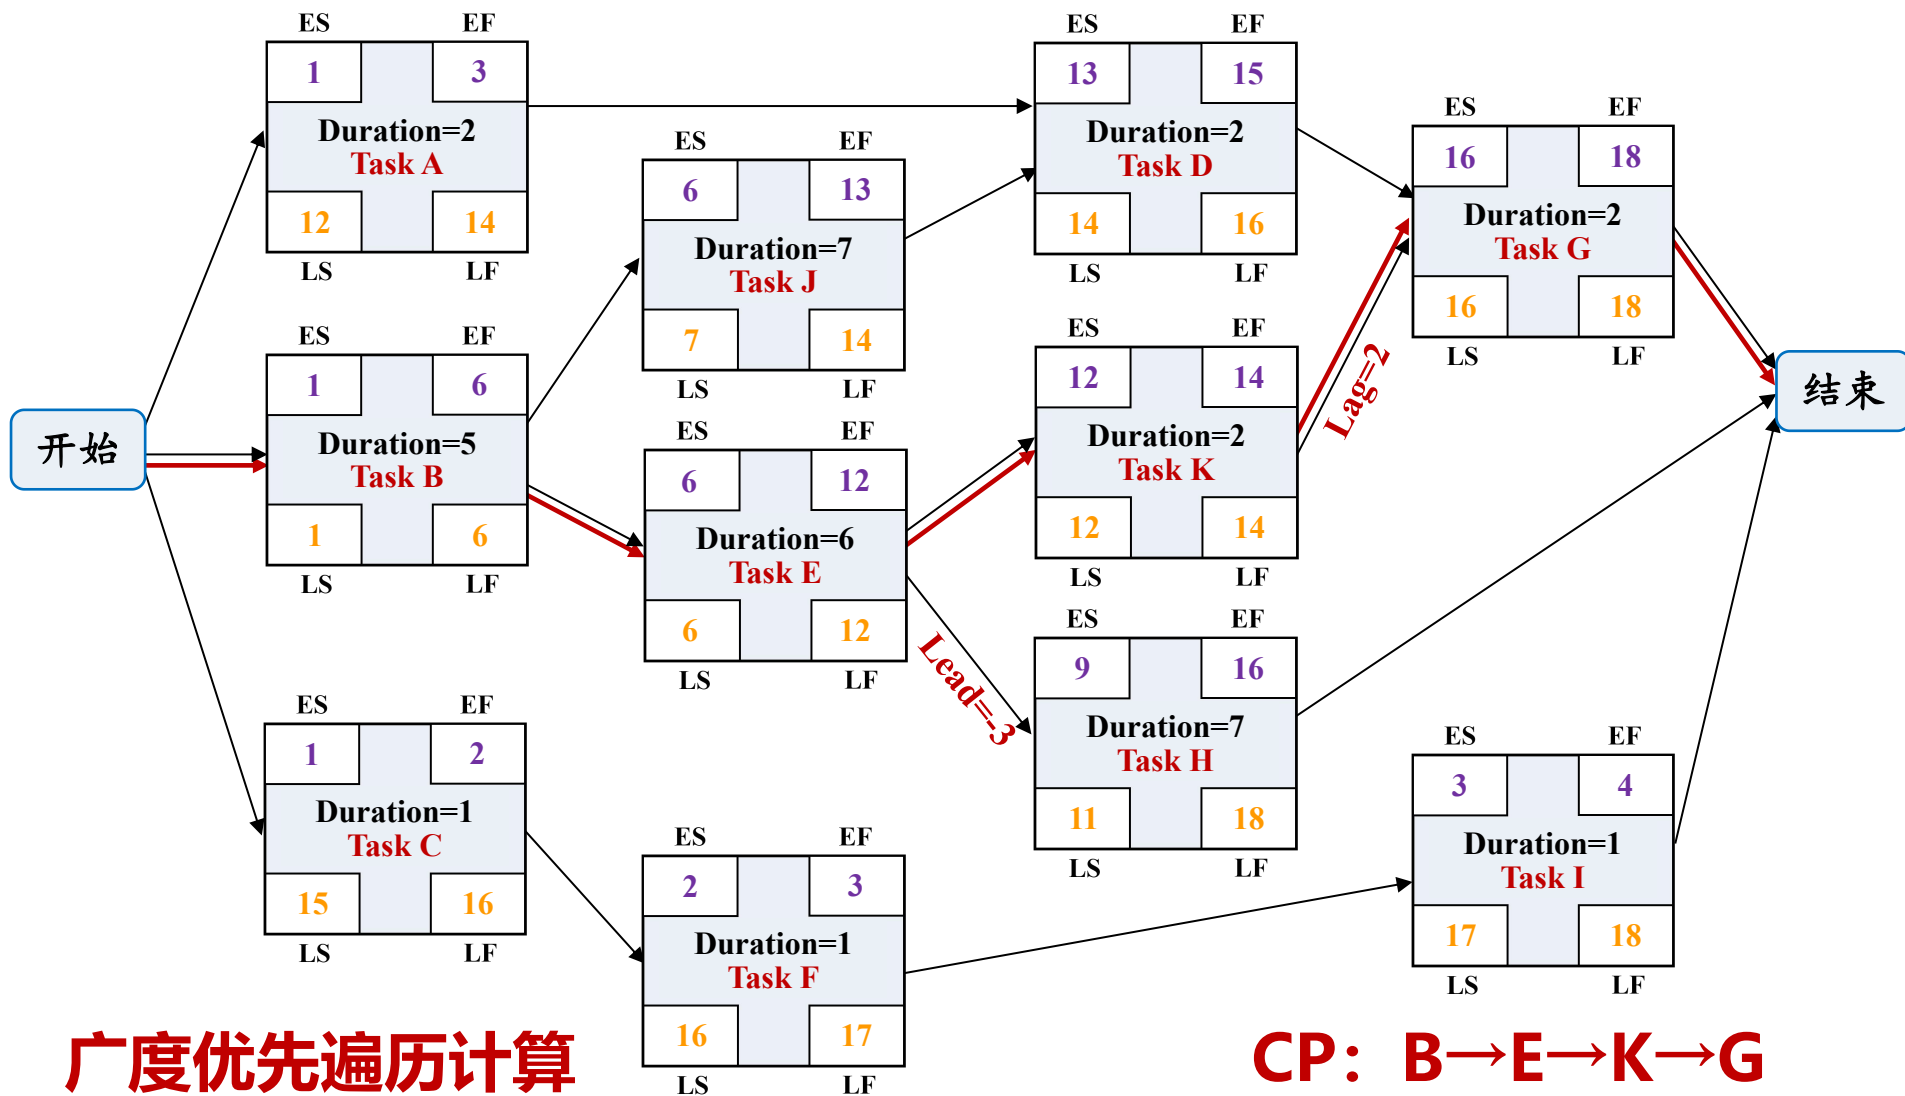 ES EF
1 3
Duration=2
Task A
12 14
LS LF
ES EF
13 15
Duration=2
Task D
14 16
LS LF
ES EF
16 18
Duration=2
Task G
16 18
LS LF
ES EF
6 13
Duration=7
Task J
7 14
LS LF
ES EF
1 6
Duration=5
Task B
1 6
LS LF
开始
结束
ES EF
12 14
Duration=2
Task K
12 14
LS LF
Lag=2
ES EF
6 12
Duration=6
Task E
6 12
LS LF
Lead=-3
ES EF
9 16
Duration=7
Task H
11 18
LS LF
ES EF
1 2
Duration=1
Task C
15 16
LS LF
ES EF
3 4
Duration=1
Task I
17 18
LS LF
ES EF
2 3
Duration=1
Task F
16 17
LS LF
广度优先遍历计算
CP：B→E→K→G